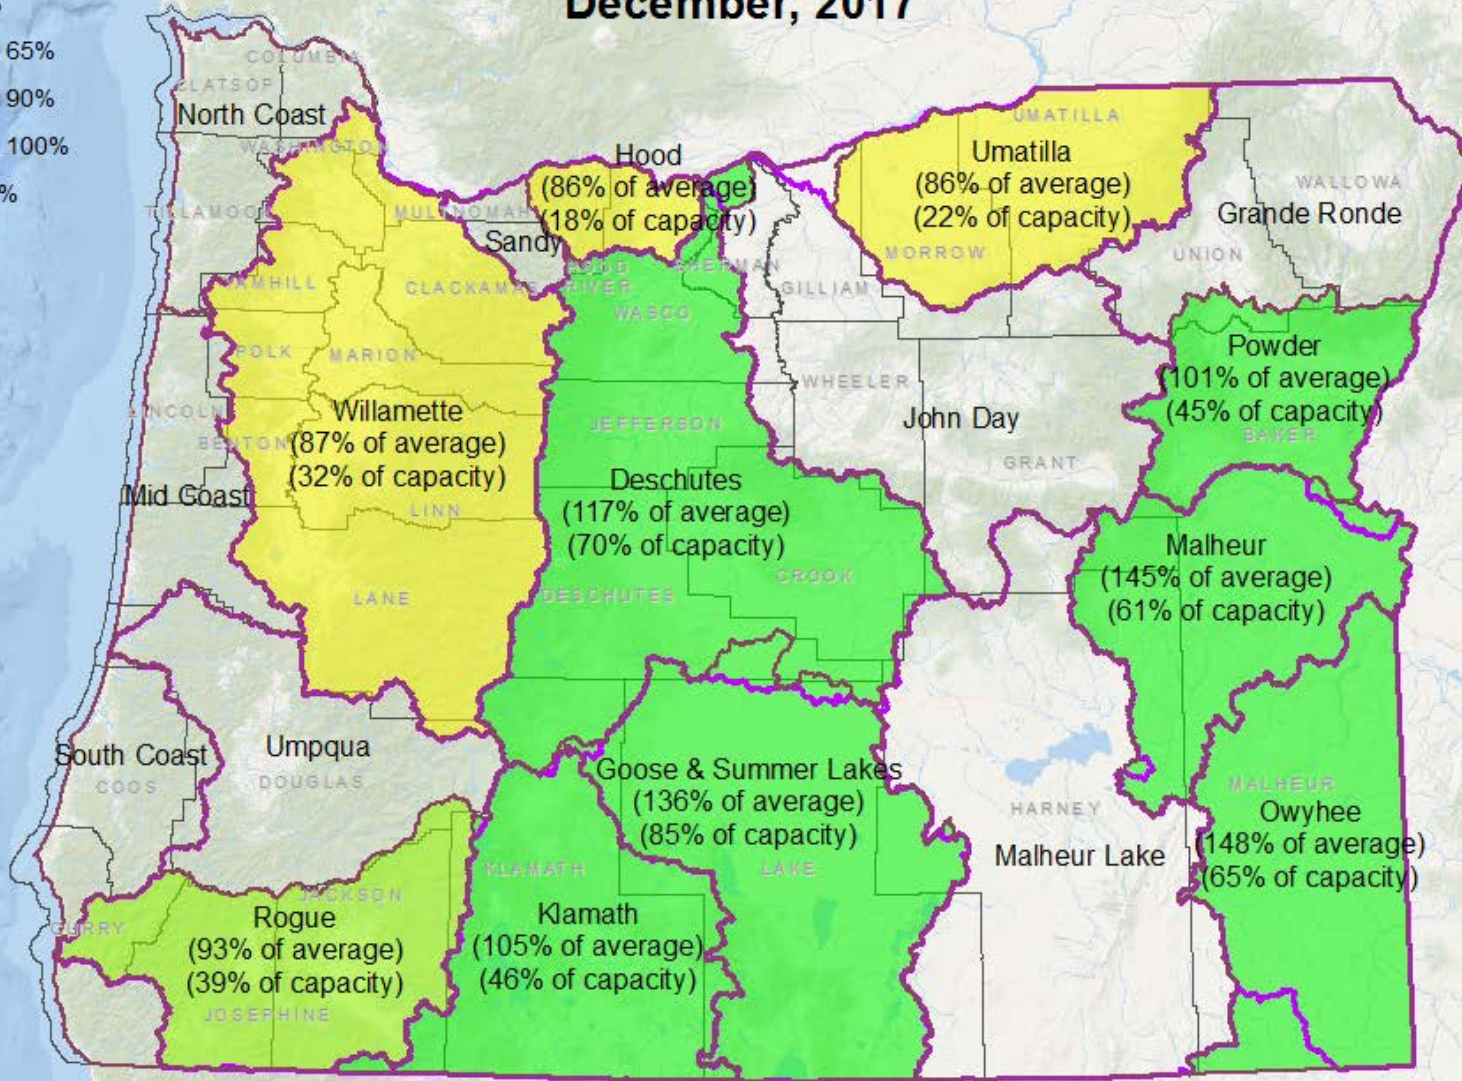 December, 2017
65%
90%
100%
%
COLUMBIA
CLATSOP
North Coast
WASHINGTON
TILLAMOOK
MULTNOMAH
Hood
(86% of average)
(18% of capacity)
Sandy
HOOD
RIVER
SHERMAN
UMATILLA
Umatilla
(86% of average)
(22% of capacity)
MORROW
WALLOWA
Grande Ronde
UNION
GILLIAM
YAMHILL
CLACKAMAS
WASCO
POLK
MARION
WHEELER
Powder
(101% of average)
(45% of capacity)
BAKER
LINCOLN
BENTON
Willamette
(87% of average)
(32% of capacity)
JEFFERSON
John Day
GRANT
Mid Coast
LINN
Deschutes
(117% of average)
(70% of capacity)
CROOK
DESCHUTES
Malheur
(145% of average)
(61% of capacity)
LANE
South Coast
COOS
Umpqua
DOUGLAS
Goose & Summer Lakes
(136% of average)
(85% of capacity)
LAKE
HARNEY
Malheur Lake
MALHEUR
Owyhee
(148% of average)
(65% of capacity)
CURRY
JACKSON
Rogue
(93% of average)
(39% of capacity)
JOSEPHINE
KLAMATH
Klamath
(105% of average)
(46% of capacity)